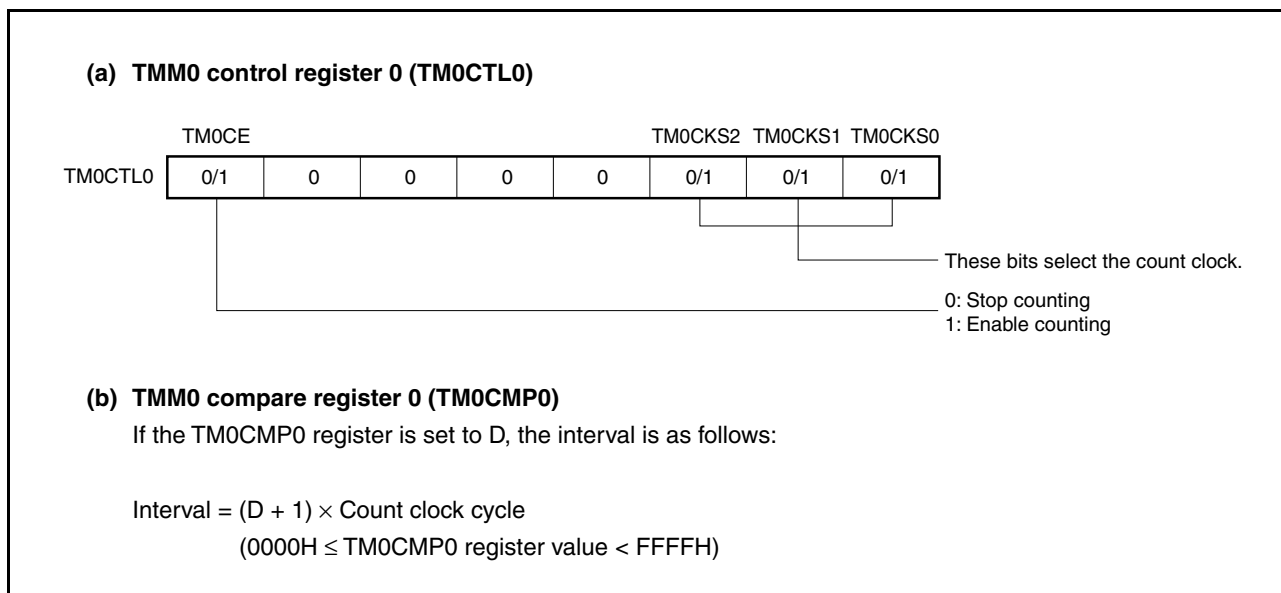 (a) TMM0 control register 0 (TM0CTL0)
TM0CE TM0CKS2 TM0CKS1 TM0CKS0
TM0CTL0 0/1 0 0 0 0 0/1 0/1 0/1
These bits select the count clock.
0: Stop counting
1: Enable counting
(b) TMM0 compare register 0 (TM0CMP0)
If the TM0CMP0 register is set to D, the interval is as follows:
Interval = (D + 1) × Count clock cycle
(0000H ≤ TM0CMP0 register value < FFFFH)